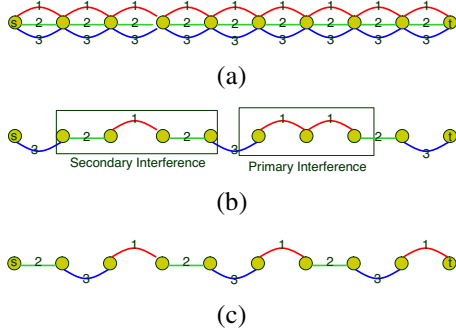 1 1 1 1 1 1 1 1 1
s 2 2 2 2 2 2 2 2 2 t
3 3 3 3 3 3 3 3 3
(a)
1 1 1
s 2 2 2 t
3 3 3
Secondary Interference Primary Interference
(b)
1 1 1
s 2 2 2 t
3 3 3
(c)